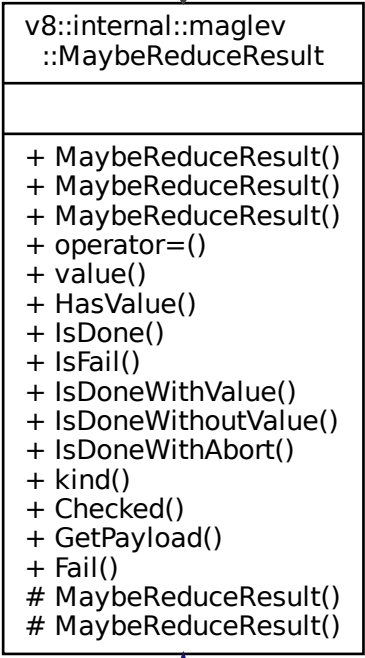 v8::internal::maglev
::MaybeReduceResult
+ MaybeReduceResult()
+ MaybeReduceResult()
+ MaybeReduceResult()
+ operator=()
+ value()
+ HasValue()
+ IsDone()
+ IsFail()
+ IsDoneWithValue()
+ IsDoneWithoutValue()
+ IsDoneWithAbort()
+ kind()
+ Checked()
+ GetPayload()
+ Fail()
# MaybeReduceResult()
# MaybeReduceResult()